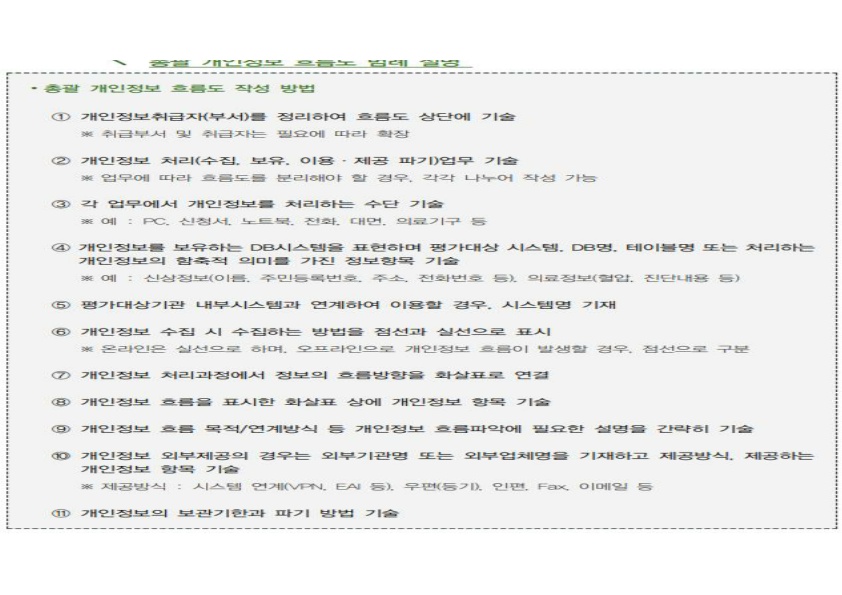 총괄 개인정보 흐름도 범례 설명
• 총괄 개인정보 흐름도 작성 방법
① 개인정보취급자(부서)를 정리하여 흐름도 상단에 기술
※ 취급부서 및 취급자는 필요에 따라 확장
② 개인정보 처리(수집, 보유, 이용 · 제공 파기)업무 기술
※ 업무에 따라 흐름도를 분리해야 할 경우, 각각 나누어 작성 가능
③ 각 업무에서 개인정보를 처리하는 수단 기술
※ 예 : PC, 신청서, 노트북, 전화, 대면, 의료기구 등
④ 개인정보를 보유하는 DB시스템을 표현하며 평가대상 시스템, DB명, 테이블명 또는 처리하는
개인정보의 함축적 의미를 가진 정보항목 기술
※ 예 : 신상정보(이름, 주민등록번호, 주소, 전화번호 등), 의료정보(혈압, 진단내용 등)
⑤ 평가대상기관 내부시스템과 연계하여 이용할 경우, 시스템명 기재
⑥ 개인정보 수집 시 수집하는 방법을 점선과 실선으로 표시
※ 온라인은 실선으로 하며, 오프라인으로 개인정보 흐름이 발생할 경우, 점선으로 구분
⑦ 개인정보 처리과정에서 정보의 흐름방향을 화살표로 연결
⑧ 개인정보 흐름을 표시한 화살표 상에 개인정보 항목 기술
⑨ 개인정보 흐름 목적/연계방식 등 개인정보 흐름파악에 필요한 설명을 간략히 기술
⑩ 개인정보 외부제공의 경우는 외부기관명 또는 외부업체명을 기재하고 제공방식, 제공하는
개인정보 항목 기술
※ 제공방식 : 시스템 연계(VPN, EAI 등), 우편(등기), 인편, Fax, 이메일 등
⑪ 개인정보의 보관기한과 파기 방법 기술